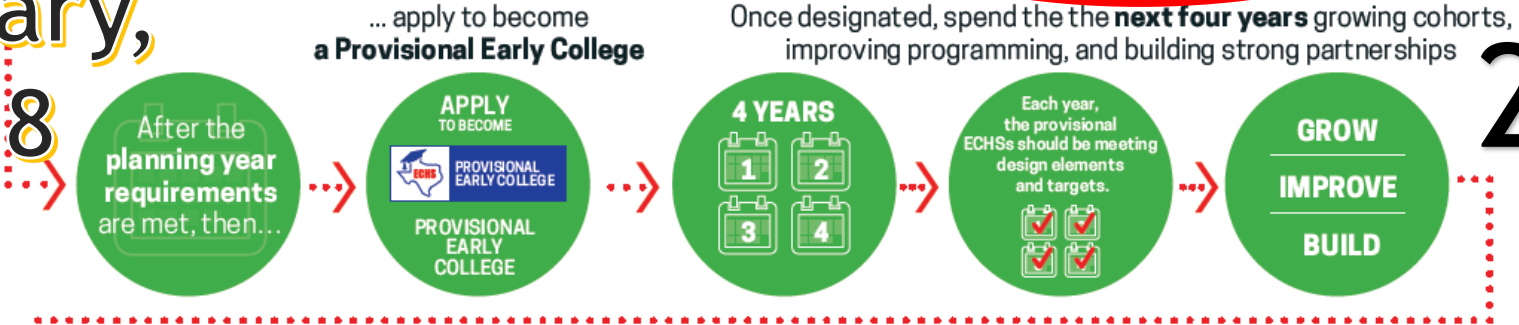 ary,
8
... apply to become
a Provisional Early College
Once designated, spend the the next four years growing cohorts,
improving programming, and building strong partnerships
2
After the
planning year
requirements
are met, then...
APPLY
TO BECOME
ECHS
PROVISIONAL
EARLY COLLEGE
PROVISIONAL
EARLY
COLLEGE
4 YEARS
1 2
3 4
Each year,
the provisional
ECHSs should be meeting
design elements
and targets.
GROW
IMPROVE
BUILD